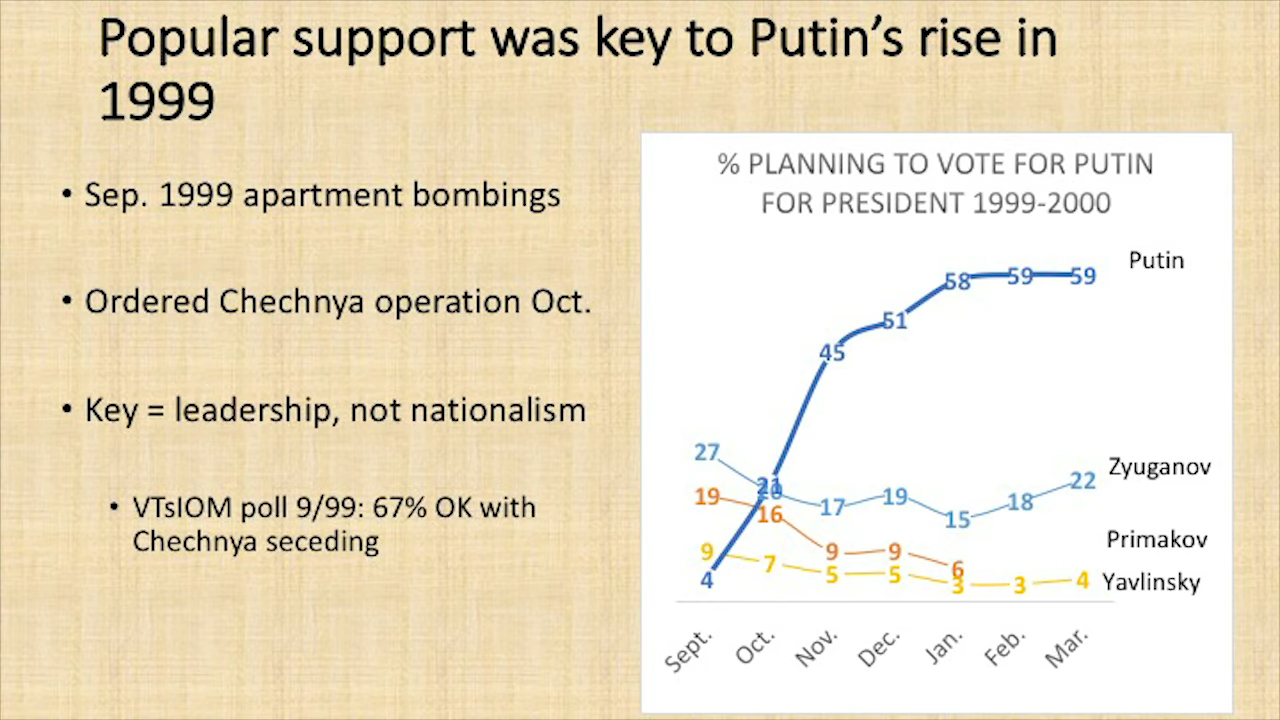 Popular support was key to Putin's rise in
1999
• Sep. 1999 apartment bombings
• Ordered Chechnya operation Oct.
• Key = leadership, not nationalism
• VTsIOM poll 9/99: 67% OK with
Chechnya seceding
% PLANNING TO VOTE FOR PUTIN
FOR PRESIDENT 1999-2000
Putin
58 59 59
51
45
27
Zyuganov
21
20
17 19 15 18 22
19
16
Primakov
9 9 6
9
7 5 5 3 3 4
Yavlinsky
4
Sept. Oct. Nov. Dec. Jan. Feb. Mar.